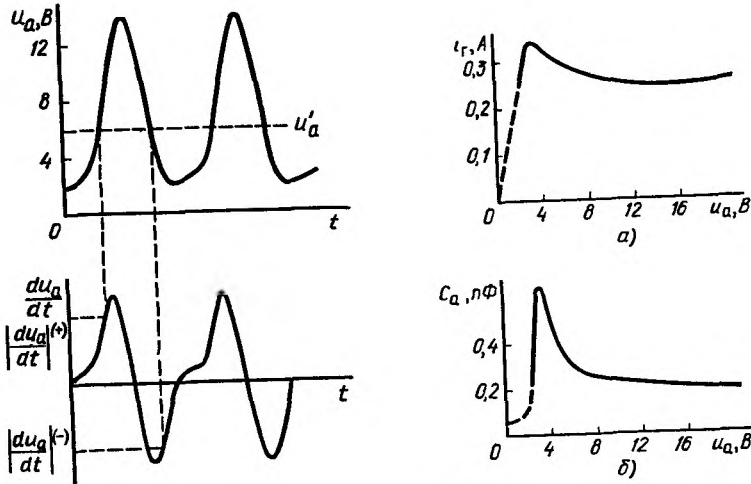 u_a, В
12
8
4
0
u'_a
t
du_a/dt
|du_a/dt|^(+)
|du_a/dt|^(-)
t
ι_г, А
0,3
0,2
0,1
0
4
8
12
16
u_a, В
а)
C_a, пФ
0,4
0,2
0
4
8
12
16
u_a, В
б)